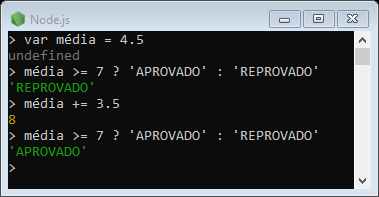 Node.js
> var média = 4.5
undefined
> média >= 7 ? 'APROVADO' : 'REPROVADO'
'REPROVADO'
> média += 3.5
8
> média >= 7 ? 'APROVADO' : 'REPROVADO'
'APROVADO'
>